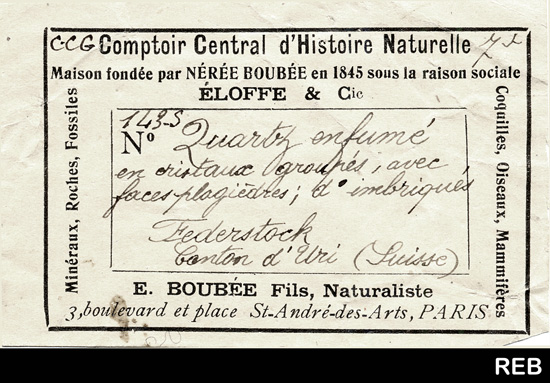 CCG Comptoir Central d'Histoire Naturelle
Maison fondée par NÉRÉE BOUBÉE en 1845 sous la raison sociale
ÉLOFFE & Cie
Minéraux, Roches, Fossiles
143-S
Nº Quartz enfumé
en cristaux groupés, avec
faces plagièdres; dº imbriqués
Federstock
Canton d'Uri (Suisse)
Coquilles, Oiseaux, Mammifères
E. BOUBÉE Fils, Naturaliste
3, boulevard et place St-André-des-Arts, PARIS
REB